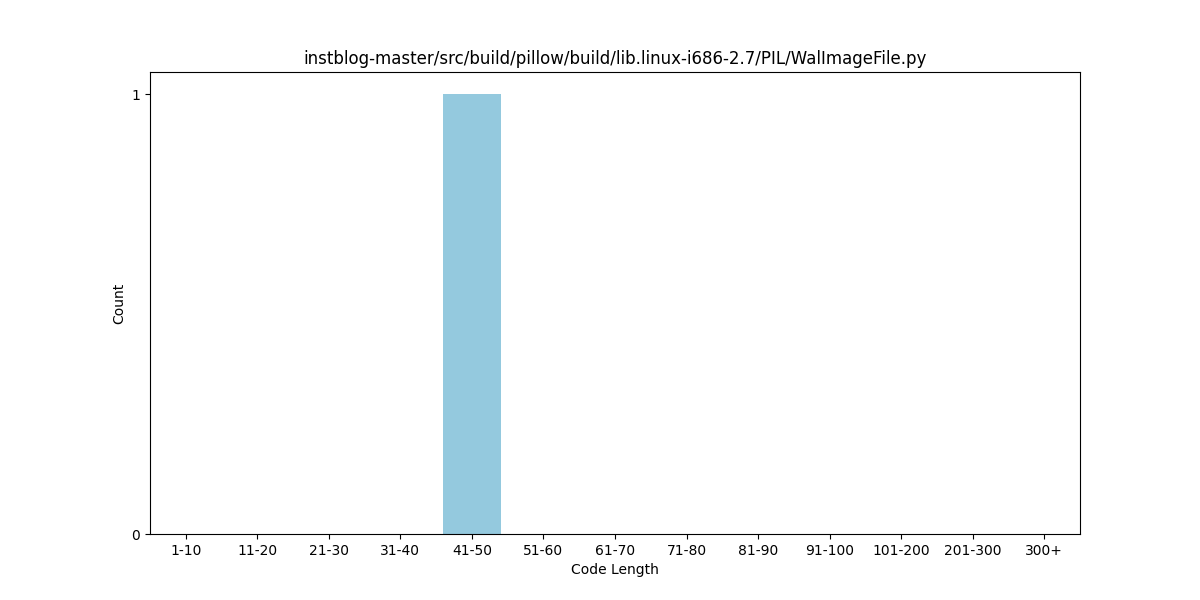 instblog-master/src/build/pillow/build/lib.linux-i686-2.7/PIL/WalImageFile.py
1
Count
0
1-10 11-20 21-30 31-40 41-50 51-60 61-70 71-80 81-90 91-100 101-200 201-300 300+
Code Length